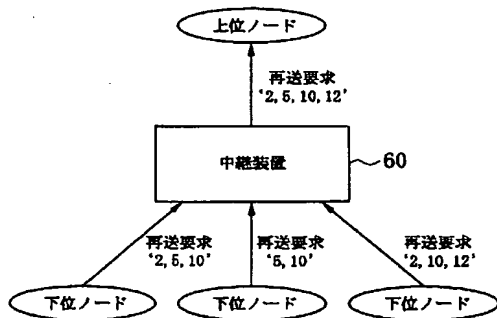 上位ノード
再送要求
‘2, 5, 10, 12’
中継装置
60
再送要求
‘2, 5, 10’
再送要求
‘5, 10’
再送要求
‘2, 10, 12’
下位ノード
下位ノード
下位ノード